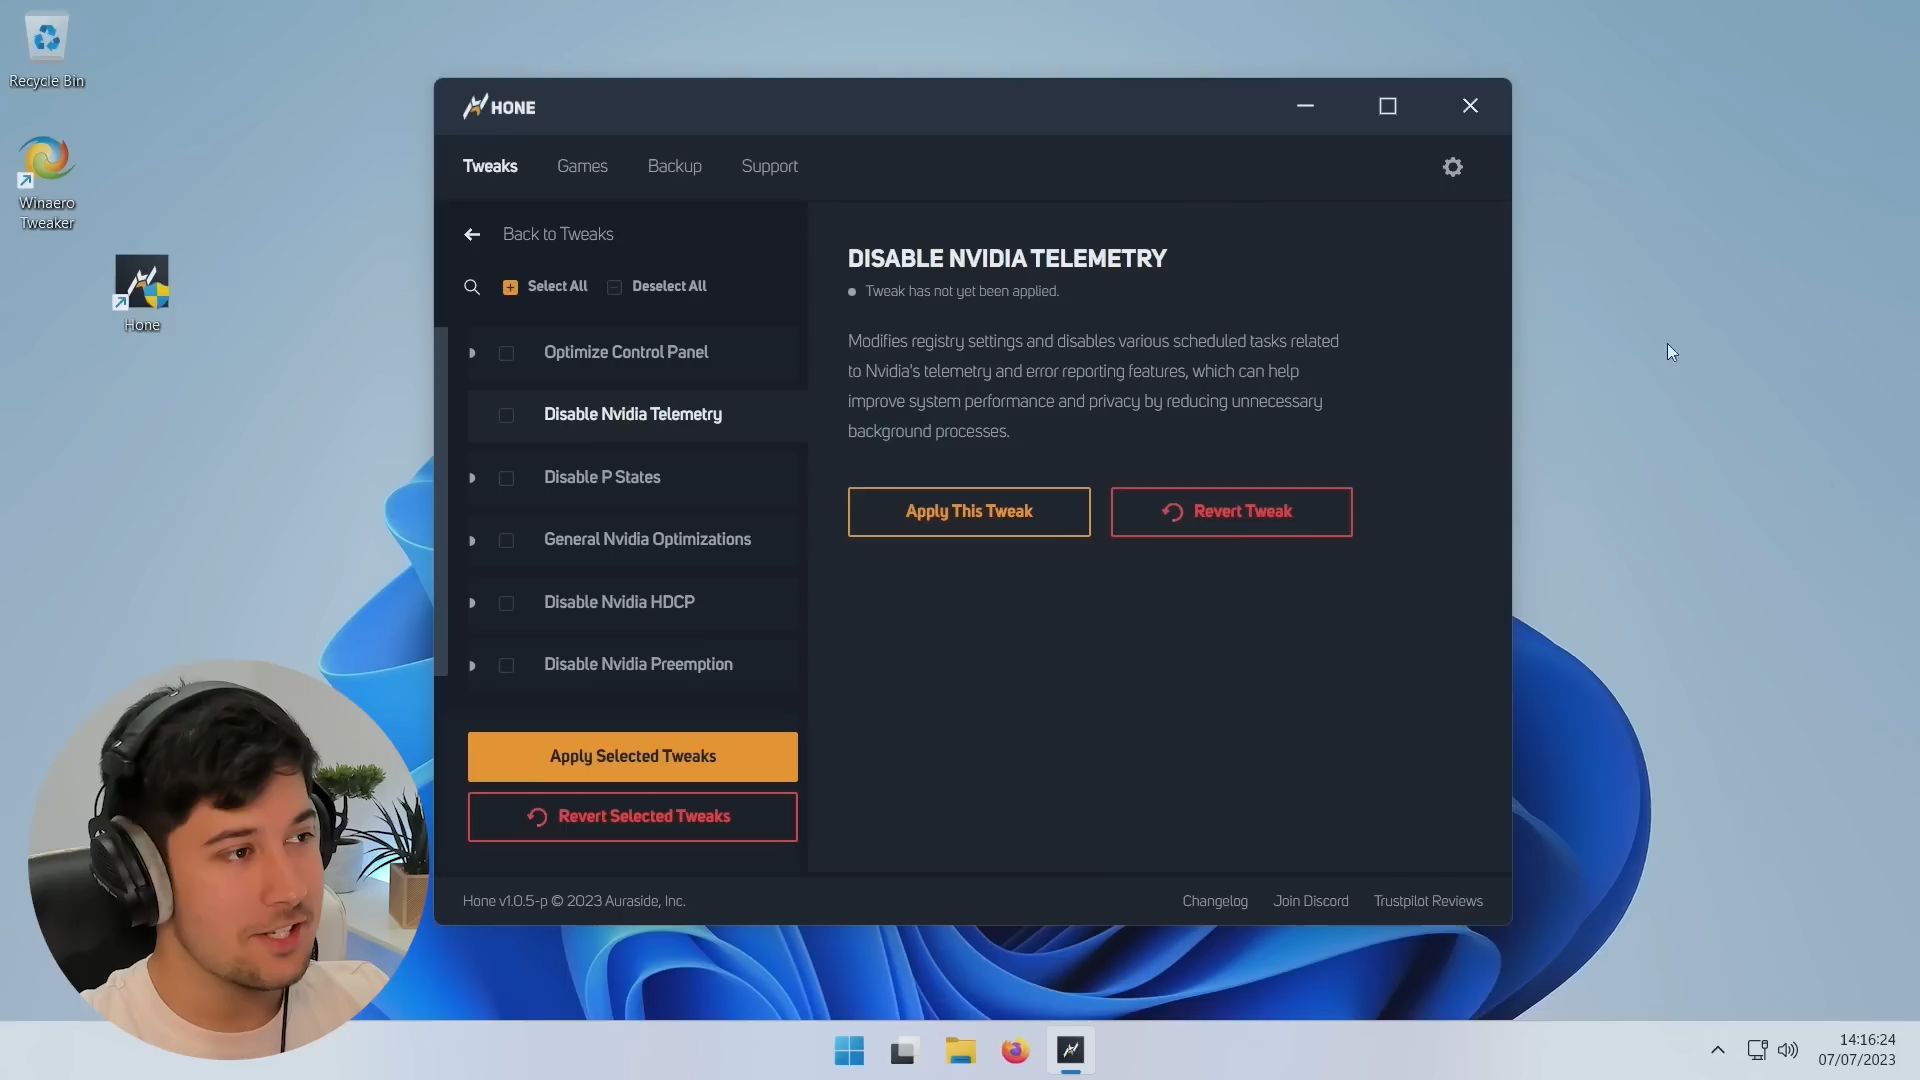 Recycle Bin
Winaero
Tweaker
Hone
HONE
Tweaks Games Backup Support
Back to Tweaks
Select All Deselect All
Optimize Control Panel
Disable Nvidia Telemetry
Disable P States
General Nvidia Optimizations
Disable Nvidia HDCP
Disable Nvidia Preemption
Apply Selected Tweaks
Revert Selected Tweaks
DISABLE NVIDIA TELEMETRY
Tweak has not yet been applied.
Modifies registry settings and disables various scheduled tasks related
to Nvidia's telemetry and error reporting features, which can help
improve system performance and privacy by reducing unnecessary
background processes.
Apply This Tweak Revert Tweak
Hone v1.0.5-p © 2023 Auraside, Inc. Changelog Join Discord Trustpilot Reviews
14:16:24
07/07/2023